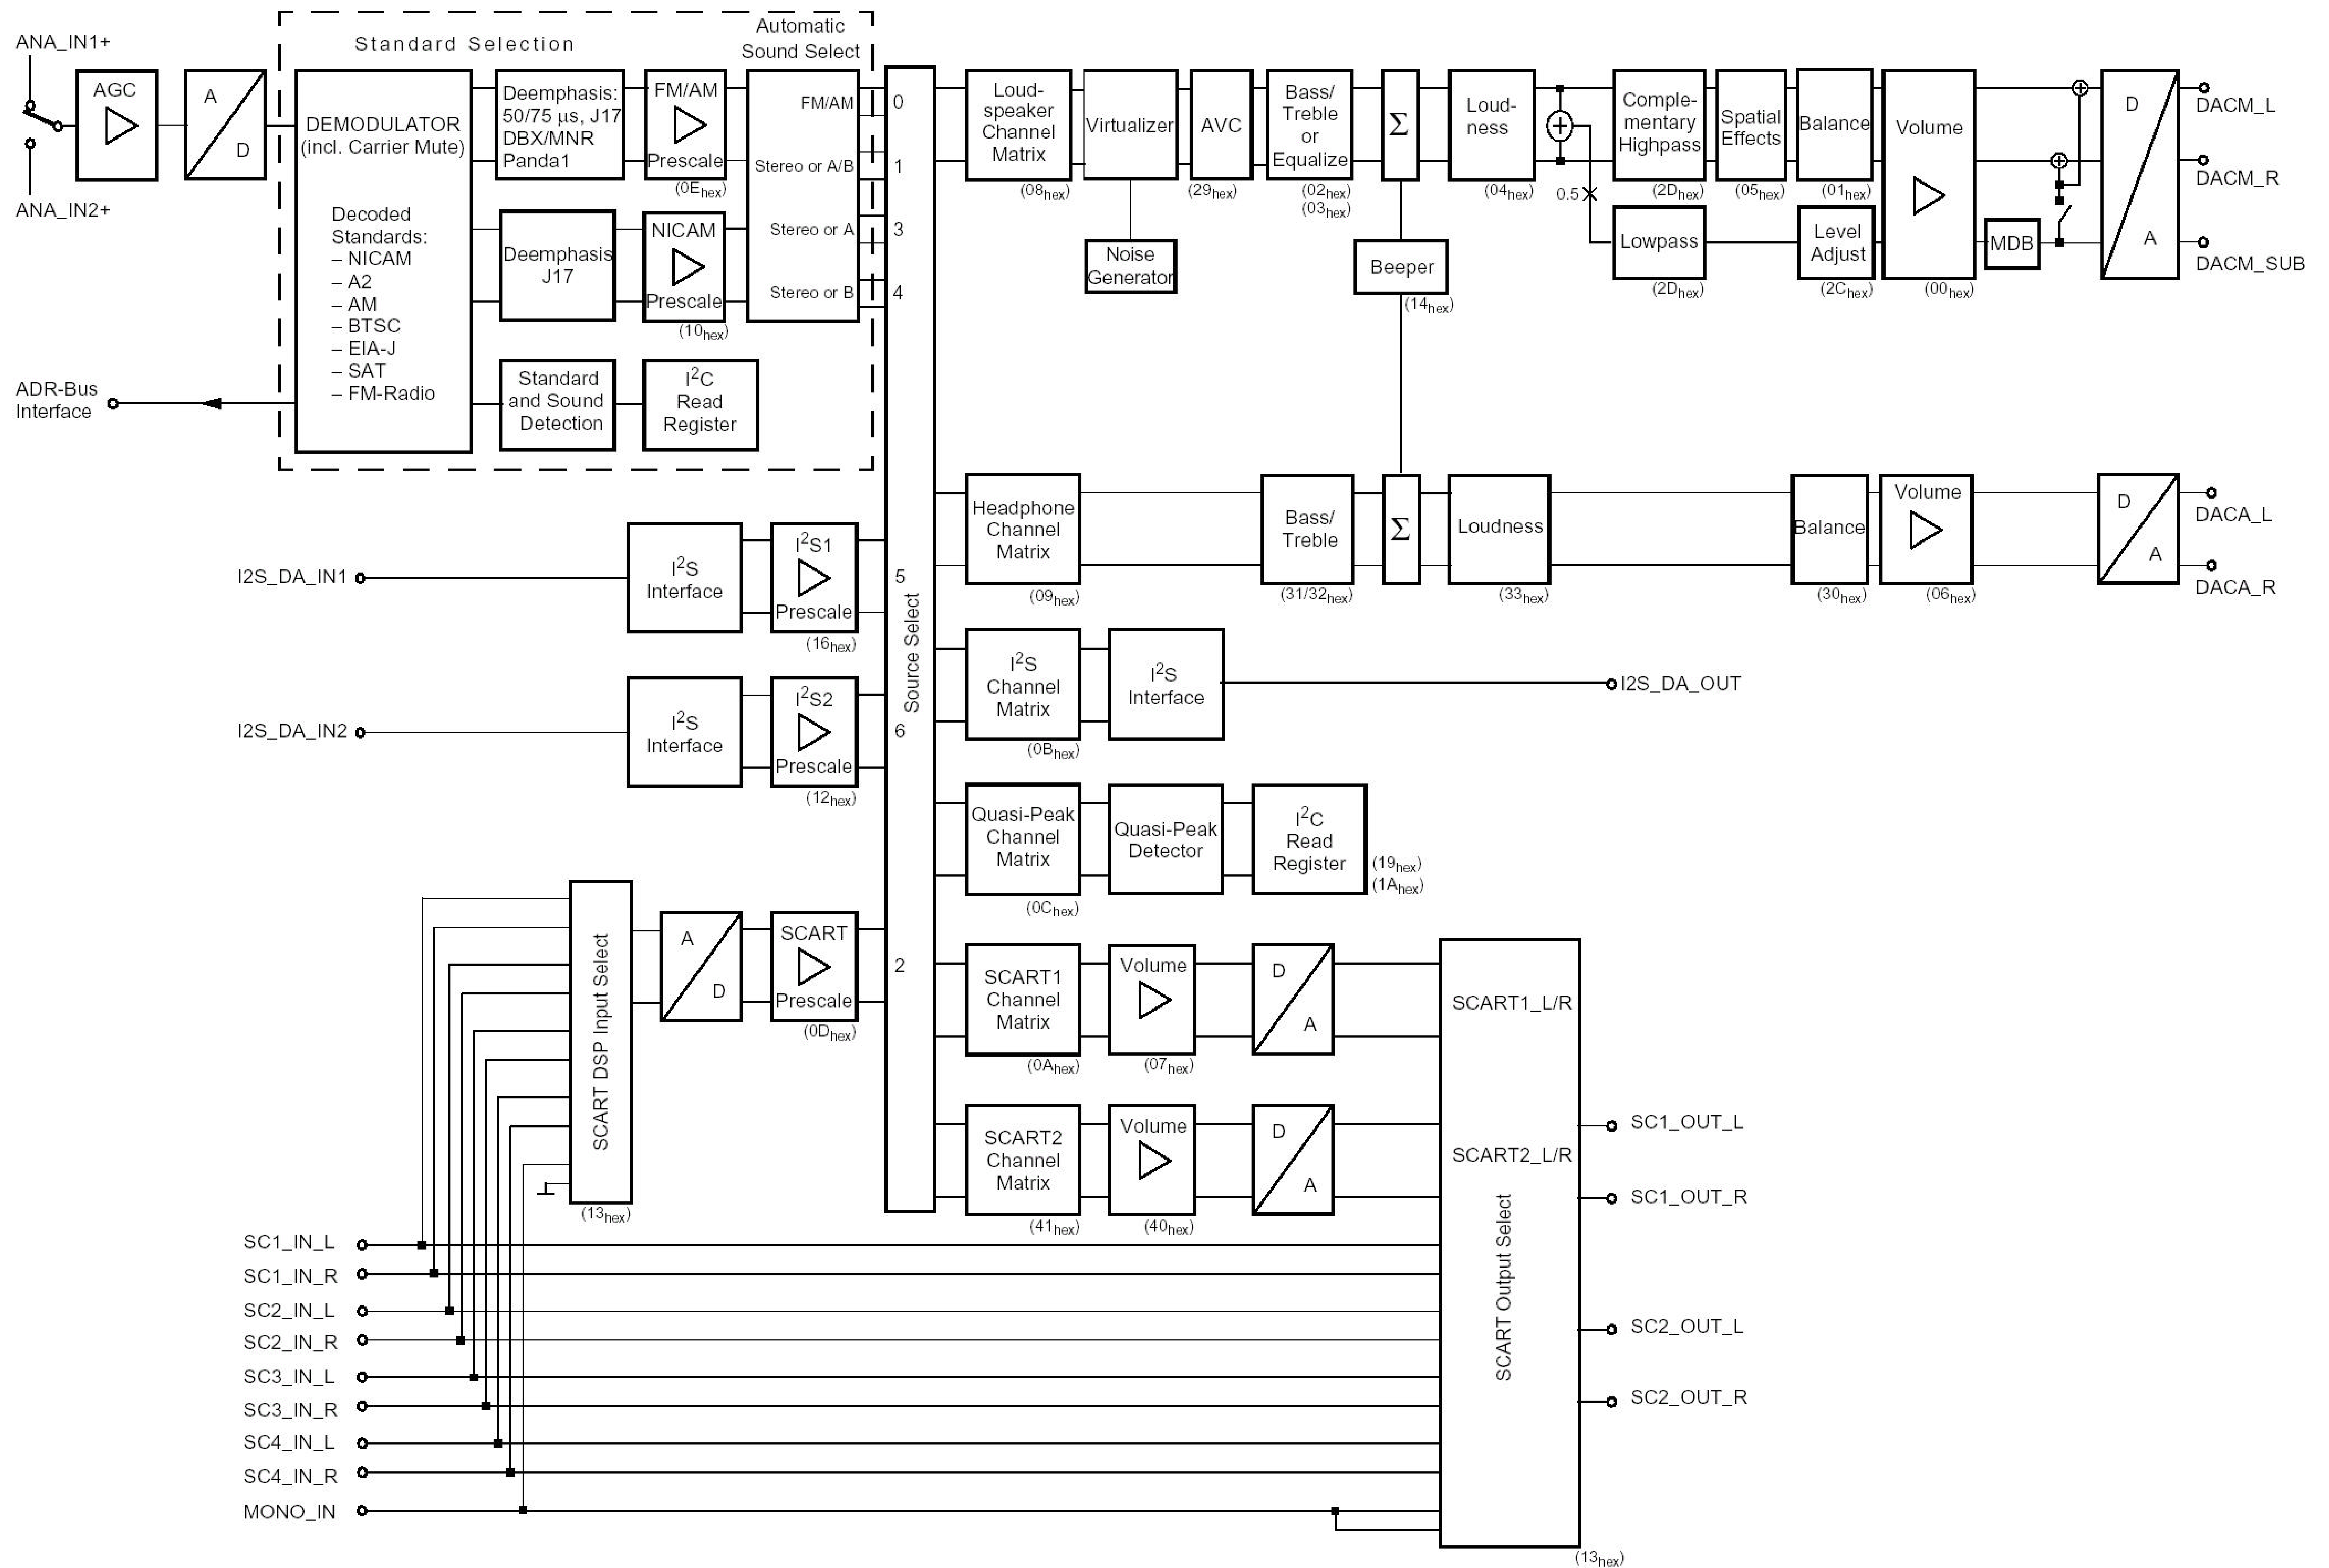 ANA_IN1+
ANA_IN2+
AGC
A
D
Standard Selection
Automatic
Sound Select
DEMODULATOR
(incl. Carrier Mute)
Decoded
Standards:
– NICAM
– A2
– AM
– BTSC
– EIA-J
– SAT
– FM-Radio
Deemphasis:
50/75 µs, J17
DBX/MNR
Panda1
FM/AM
Prescale
(0Ehex)
Deemphasis
J17
NICAM
Prescale
(10hex)
FM/AM
Stereo or A/B
Stereo or A
Stereo or B
Standard
and Sound
Detection
I2C
Read
Register
ADR-Bus
Interface
0
1
3
4
5
6
2
Source Select
Loud-
speaker
Channel
Matrix
(08hex)
Virtualizer
Noise
Generator
AVC
(29hex)
Bass/
Treble
or
Equalize
(02hex)
(03hex)
Σ
Beeper
(14hex)
Loud-
ness
(04hex)
0.5
Comple-
mentary
Highpass
(2Dhex)
Spatial
Effects
(05hex)
Balance
(01hex)
Lowpass
(2Dhex)
Level
Adjust
(2Chex)
Volume
(00hex)
MDB
D
A
DACM_L
DACM_R
DACM_SUB
Headphone
Channel
Matrix
(09hex)
Bass/
Treble
(31/32hex)
Σ
Loudness
(33hex)
Balance
(30hex)
Volume
(06hex)
D
A
DACA_L
DACA_R
I2S_DA_IN1
I2S
Interface
I2S1
Prescale
(16hex)
I2S_DA_IN2
I2S
Interface
I2S2
Prescale
(12hex)
I2S
Channel
Matrix
(0Bhex)
I2S
Interface
I2S_DA_OUT
Quasi-Peak
Channel
Matrix
(0Chex)
Quasi-Peak
Detector
I2C
Read
Register
(19hex)
(1Ahex)
SCART DSP Input Select
(13hex)
A
D
SCART
Prescale
(0Dhex)
SCART1
Channel
Matrix
(0Ahex)
Volume
(07hex)
D
A
SCART2
Channel
Matrix
(41hex)
Volume
(40hex)
D
A
SCART1_L/R
SCART2_L/R
SCART Output Select
(13hex)
SC1_OUT_L
SC1_OUT_R
SC2_OUT_L
SC2_OUT_R
SC1_IN_L
SC1_IN_R
SC2_IN_L
SC2_IN_R
SC3_IN_L
SC3_IN_R
SC4_IN_L
SC4_IN_R
MONO_IN